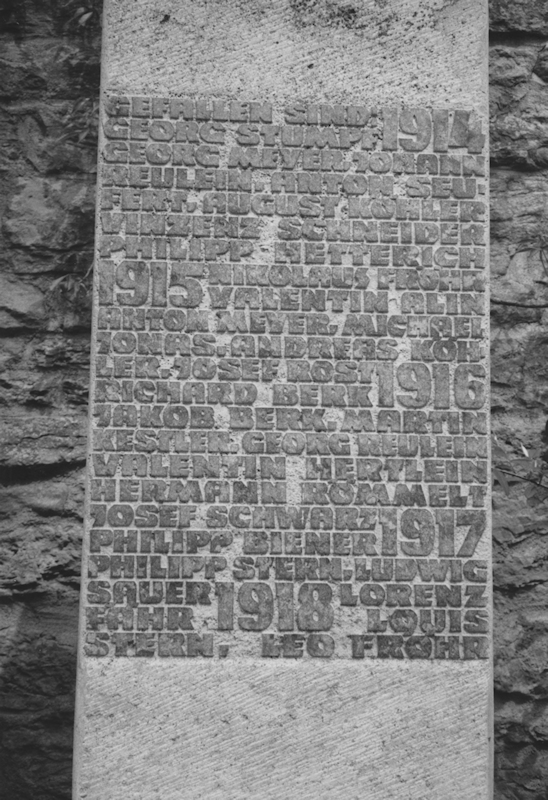 GEFALLEN SIND: 1914
GEORG STUMPF,
GEORG MEYER JOHANN
REULEIN, ANTON SEU-
FERT, AUGUST KÖHLER
VINZENZ SCHNEIDER
PHILIPP HETTERICH
1915 NIKOLAUS FRÖHR
VALENTIN ALIN
ANTON MEYER, MICHAEL
JONAS, ANDREAS KÖH-
LER JOSEF ROST 1916
RICHARD BERK
JAKOB BERK, MARTIN
KESTLER, GEORG REULEIN
VALENTIN HERTLEIN
HERMANN RÖMMELT
JOSEF SCHWARZ 1917
PHILIPP BIENER
PHILIPP STERN, LUDWIG
SAUER 1918 LORENZ
FAHR LOUIS
STERN, LEO FRÖHR